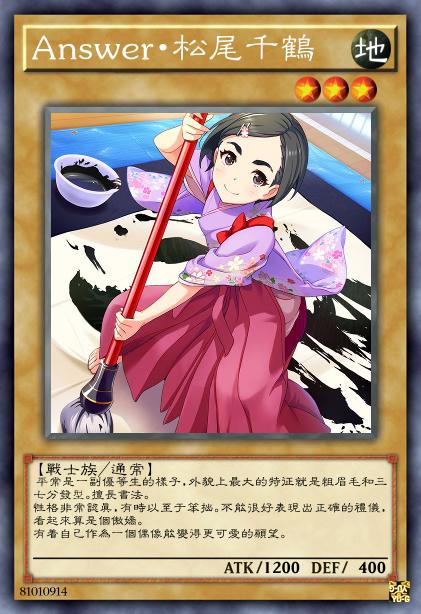 Answer·松尾千鶴
地
【戰士族／通常】
平常是一副優等生的樣子,外貌上最大的特征就是粗眉毛和三
七分發型。擅長書法。
性格非常認真,有時以至于笨拙。不能很好表現出正確的禮儀,
看起來算是個傲嬌。
有着自己作為一個偶像能變得更可愛的願望。
ATK/1200 DEF/ 400
81010914